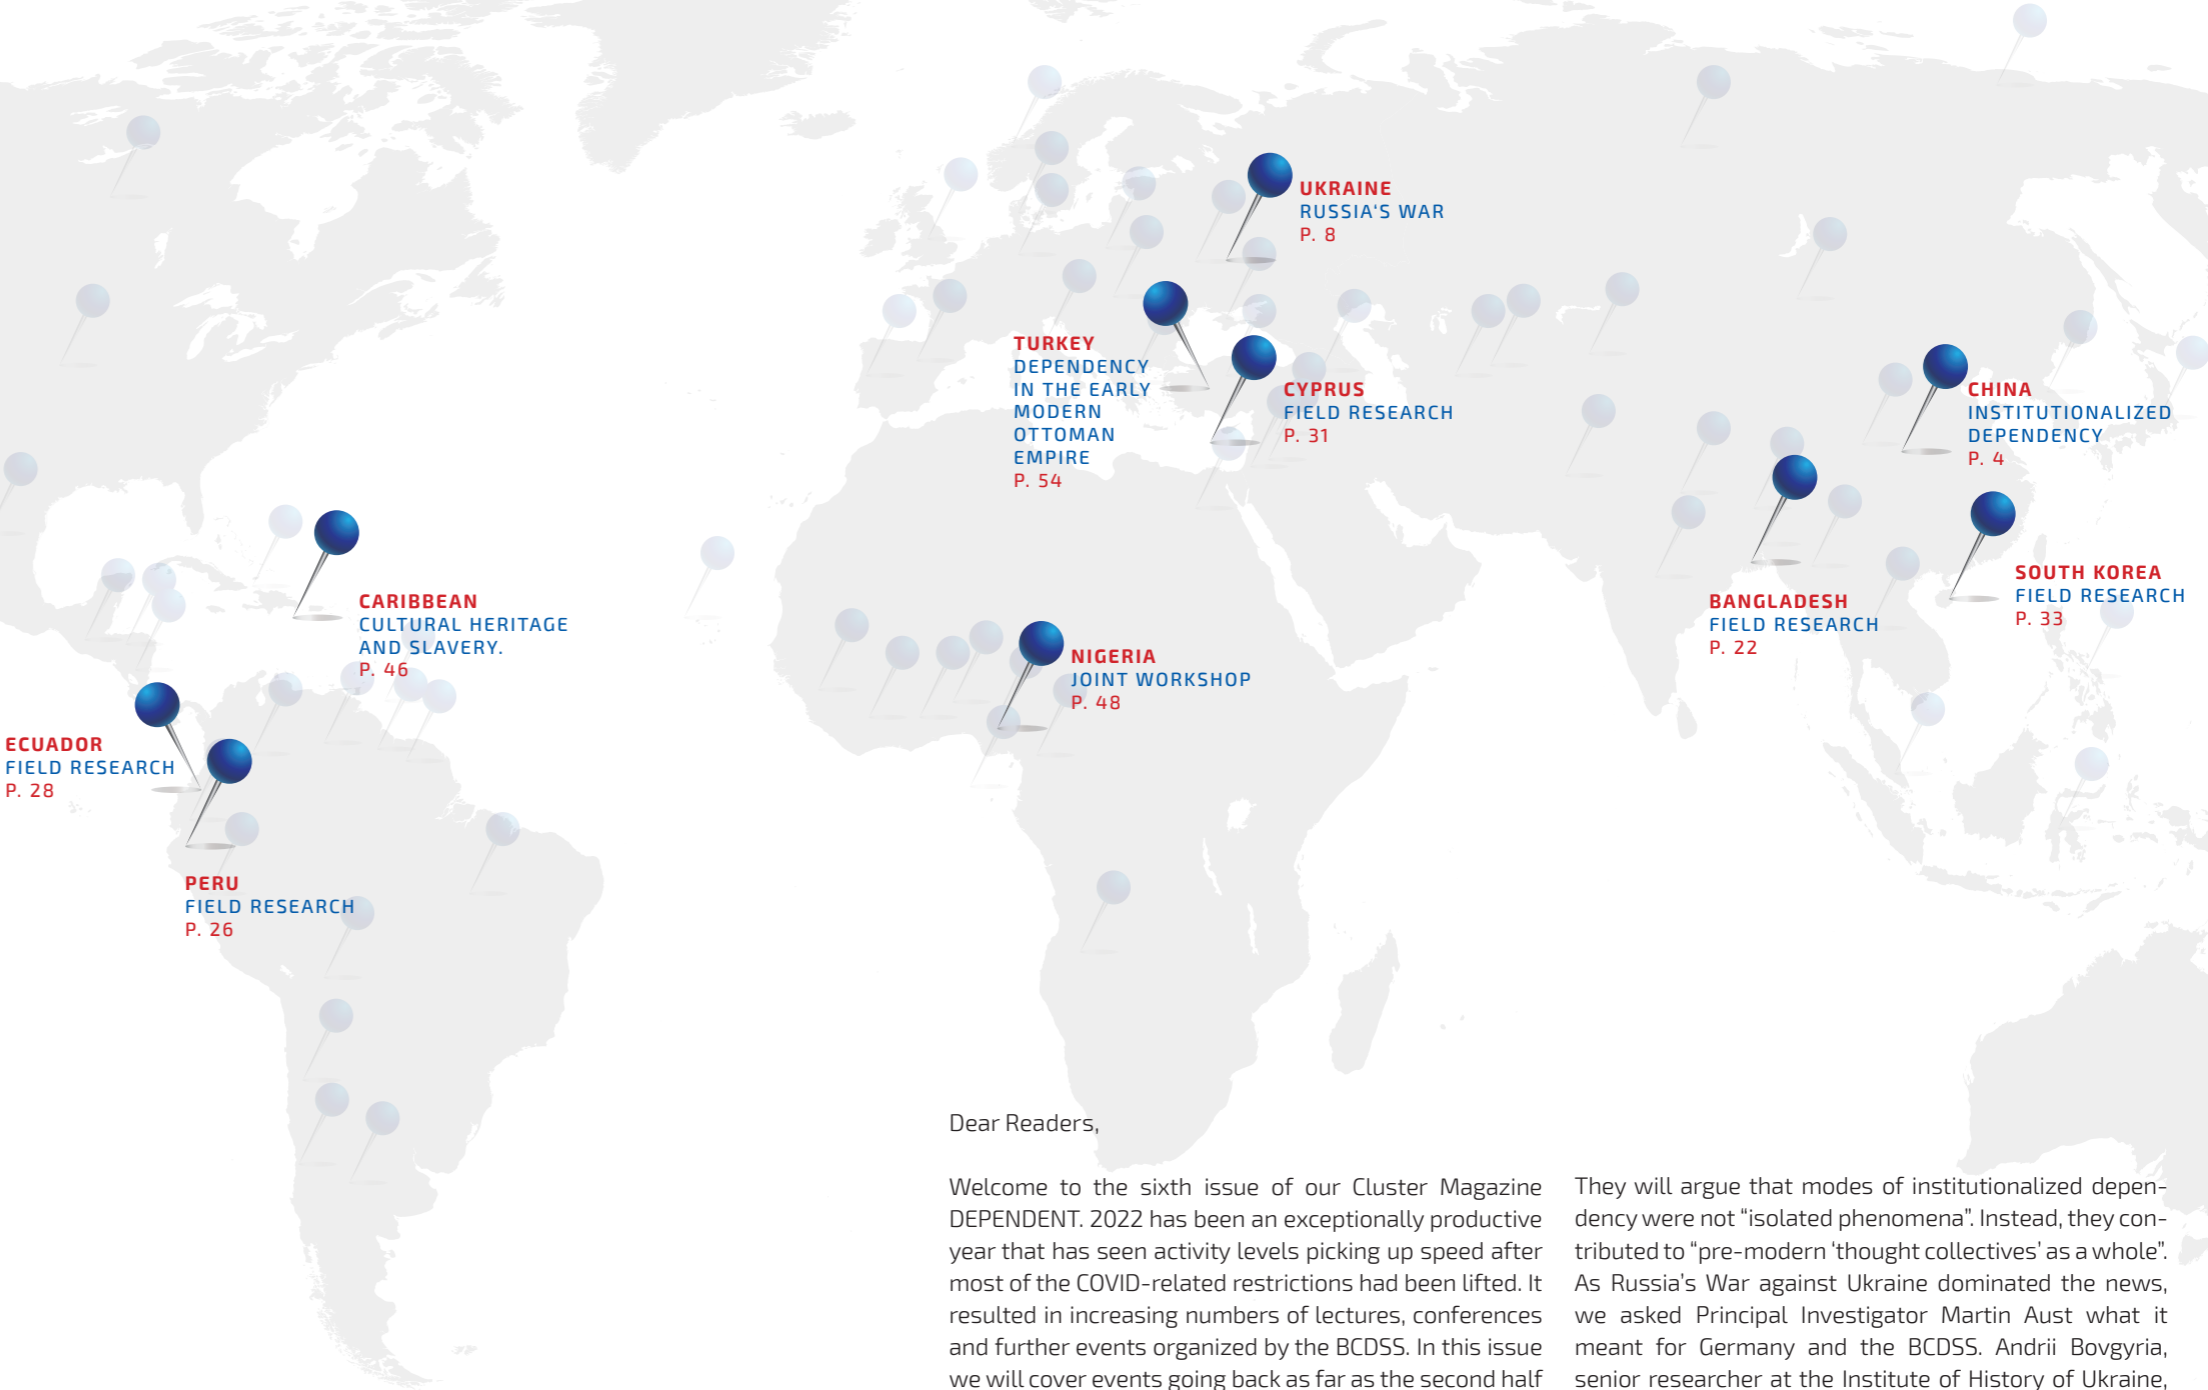 UKRAINE
RUSSIA‘S WAR
P. 8
TURKEY
DEPENDENCY
IN THE EARLY
MODERN
OTTOMAN
EMPIRE
P. 54
CYPRUS
FIELD RESEARCH
P. 31
CHINA
INSTITUTIONALIZED
DEPENDENCY
P. 4
SOUTH KOREA
FIELD RESEARCH
P. 33
BANGLADESH
FIELD RESEARCH
P. 22
CARIBBEAN
CULTURAL HERITAGE
AND SLAVERY.
P. 46
NIGERIA
JOINT WORKSHOP
P. 48
ECUADOR
FIELD RESEARCH
P. 28
PERU
FIELD RESEARCH
P. 26
Dear Readers,
Welcome to the sixth issue of our Cluster Magazine
DEPENDENT. 2022 has been an exceptionally productive
year that has seen activity levels picking up speed after
most of the COVID-related restrictions had been lifted. It
resulted in increasing numbers of lectures, conferences
and further events organized by the BCDSS. In this issue
we will cover events going back as far as the second half
They will argue that modes of institutionalized depen-
dency were not “isolated phenomena”. Instead, they con-
tributed to “pre-modern ‘thought collectives’ as a whole”.
As Russia’s War against Ukraine dominated the news,
we asked Principal Investigator Martin Aust what it
meant for Germany and the BCDSS. Andrii Bovgyria,
senior researcher at the Institute of History of Ukraine,